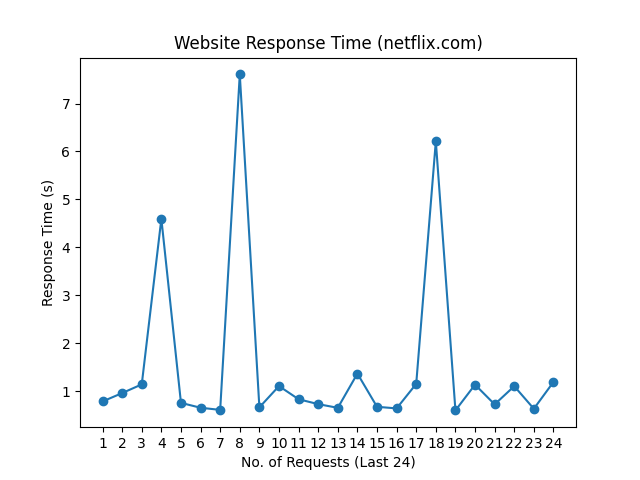 Website Response Time (netflix.com)
Response Time (s)
7
6
5
4
3
2
1
1 2 3 4 5 6 7 8 9 10 11 12 13 14 15 16 17 18 19 20 21 22 23 24
No. of Requests (Last 24)